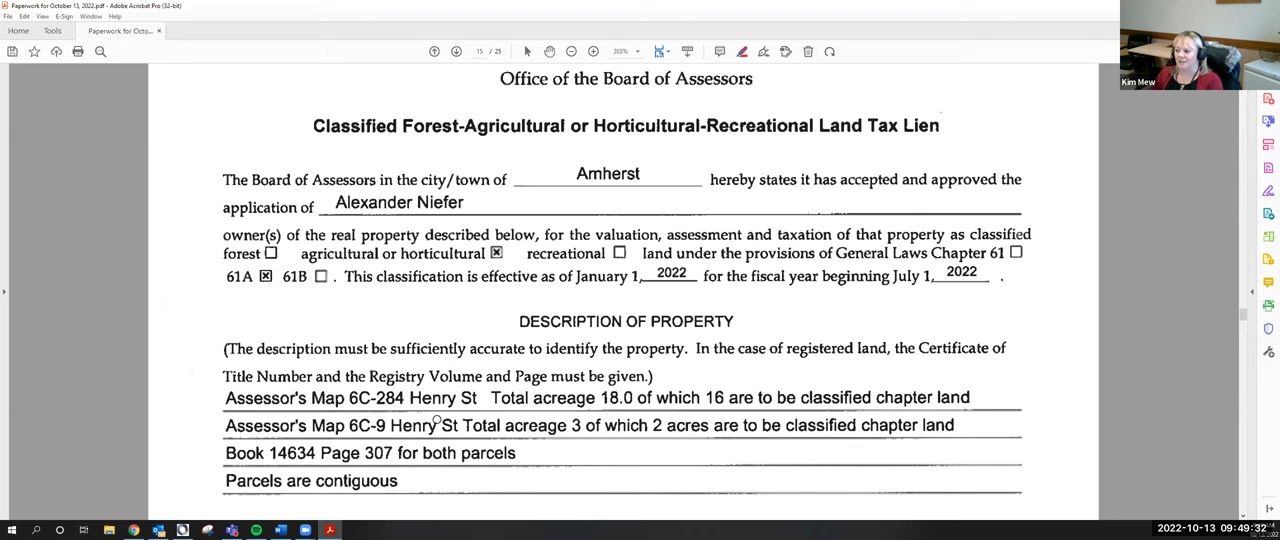 Paperwork for October 13, 2022.pdf - Adobe Acrobat Pro (32-bit)
File Edit View E-Sign Window Help
Home Tools Paperwork for Octo... ×
15 / 25 203%
Kim Mew
Office of the Board of Assessors
Classified Forest-Agricultural or Horticultural-Recreational Land Tax Lien
The Board of Assessors in the city/town of Amherst hereby states it has accepted and approved the
application of Alexander Niefer
owner(s) of the real property described below, for the valuation, assessment and taxation of that property as classified
forest ☐ agricultural or horticultural ☒ recreational ☐ land under the provisions of General Laws Chapter 61 ☐
61A ☒ 61B ☐ . This classification is effective as of January 1, 2022 for the fiscal year beginning July 1, 2022 .
DESCRIPTION OF PROPERTY
(The description must be sufficiently accurate to identify the property. In the case of registered land, the Certificate of
Title Number and the Registry Volume and Page must be given.)
Assessor's Map 6C-284 Henry St Total acreage 18.0 of which 16 are to be classified chapter land
Assessor's Map 6C-9 Henry St Total acreage 3 of which 2 acres are to be classified chapter land
Book 14634 Page 307 for both parcels
Parcels are contiguous
2022-10-13 09:49:32